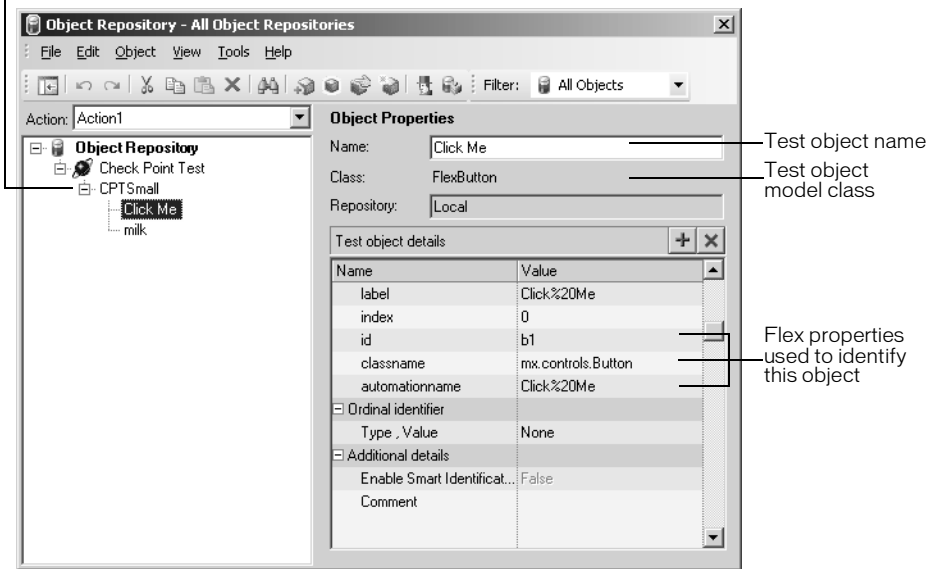 Object Repository - All Object Repositories
File Edit Object View Tools Help
Filter: All Objects
Action: Action1
Object Repository
Check Point Test
CPTSmall
Click Me
milk
Object Properties
Name: Click Me
Class: FlexButton
Repository: Local
Test object details
Name Value
label Click%20Me
index 0
id b1
classname mx.controls.Button
automationname Click%20Me
Ordinal identifier
Type , Value None
Additional details
Enable Smart Identificat... False
Comment
Test object name
Test object
model class
Flex properties
used to identify
this object